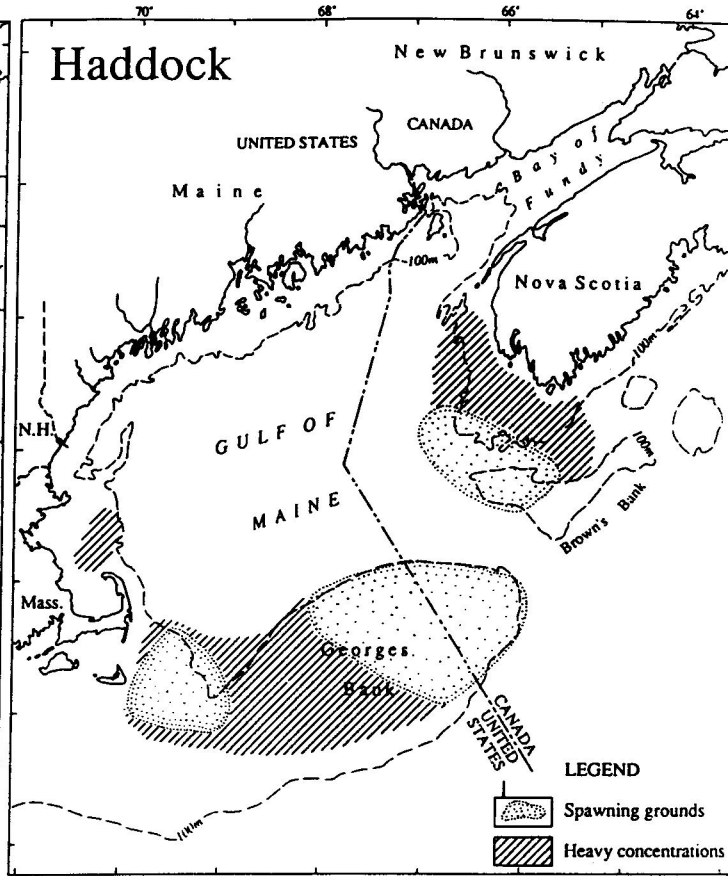 70° 68° 66° 64°
Haddock
New Brunswick
CANADA
UNITED STATES
Bay of
Fundy
Maine
100m
Nova Scotia
100m
N.H.
GULF OF
MAINE
100m
Brown's Bank
Mass.
Georges
Bank
CANADA
UNITED
STATES
100m
LEGEND
Spawning grounds
Heavy concentrations